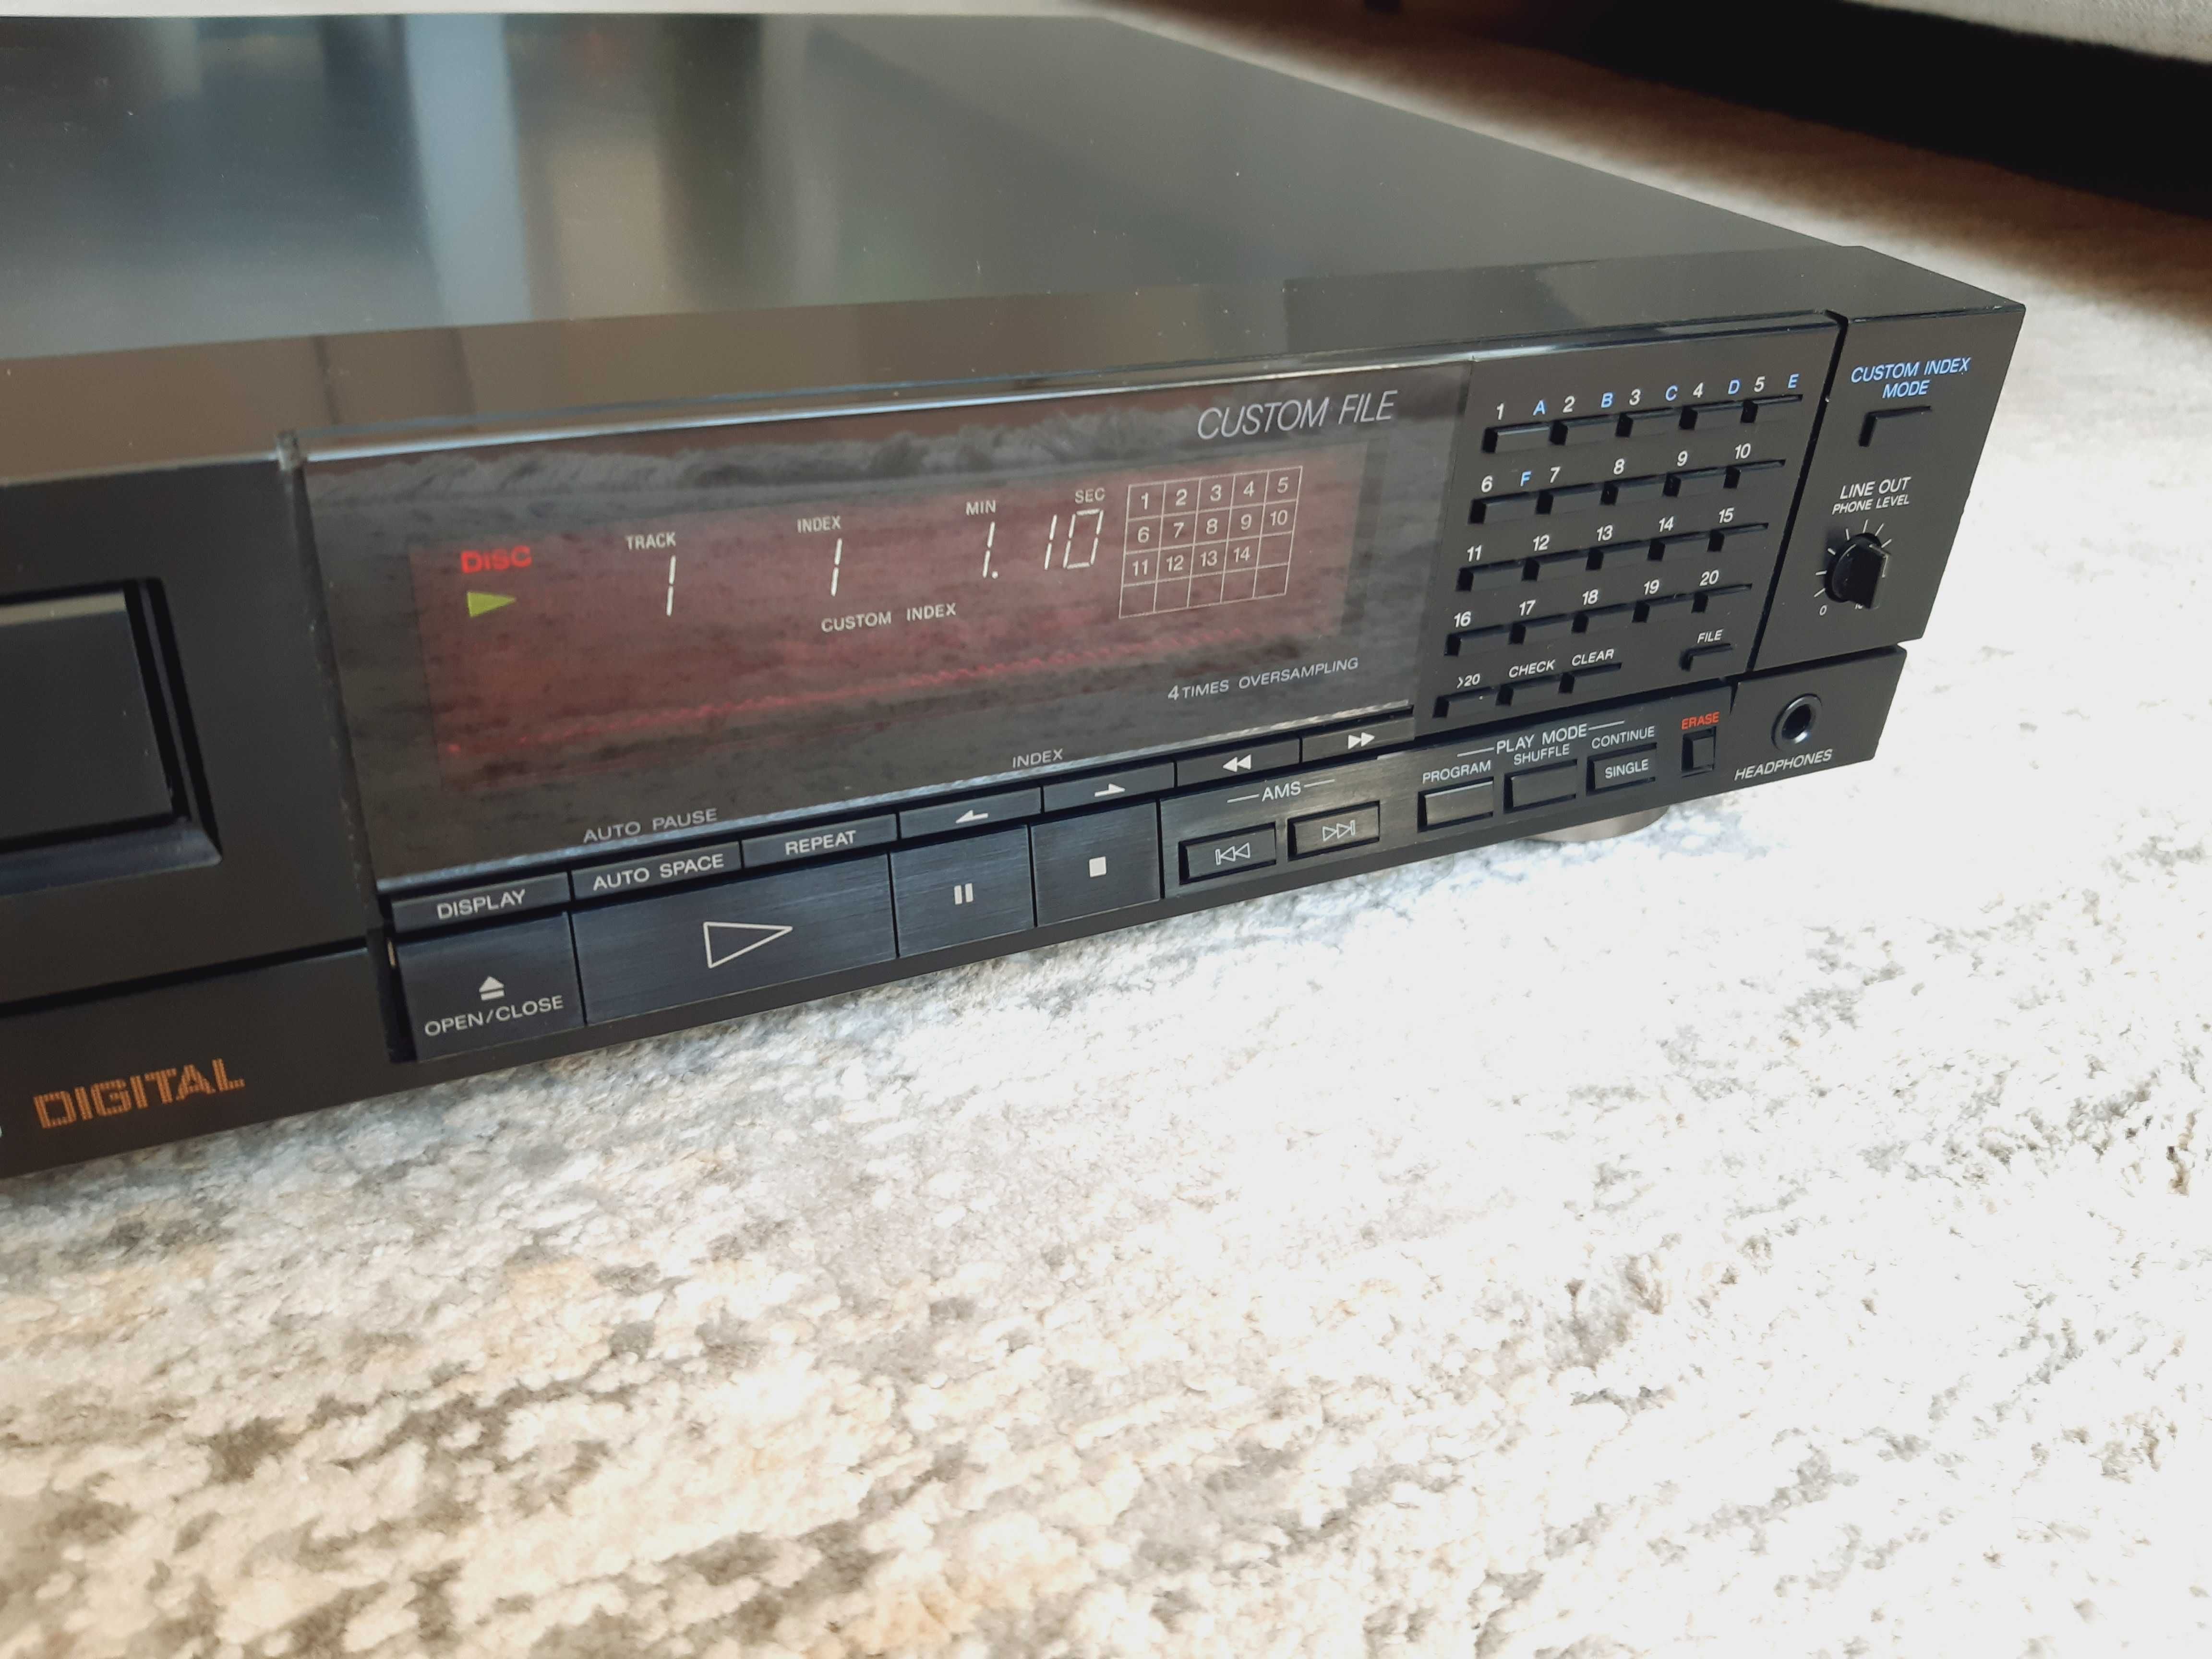 CUSTOM FILE
DISC
TRACK
INDEX
MIN
SEC
1
1
1.
10
1 2 3 4 5
6 7 8 9 10
11 12 13 14
CUSTOM INDEX
4 TIMES OVERSAMPLING
1 A 2 B 3 C 4 D 5 E
6 F 7 8 9 10
11 12 13 14 15
16 17 18 19 20
>20 CHECK CLEAR FILE
CUSTOM INDEX
MODE
LINE OUT
PHONE LEVEL
0
HEADPHONES
AUTO PAUSE
INDEX
DISPLAY
AUTO SPACE
REPEAT
AMS
PLAY MODE
PROGRAM
SHUFFLE
CONTINUE
SINGLE
ERASE
OPEN/CLOSE
DIGITAL